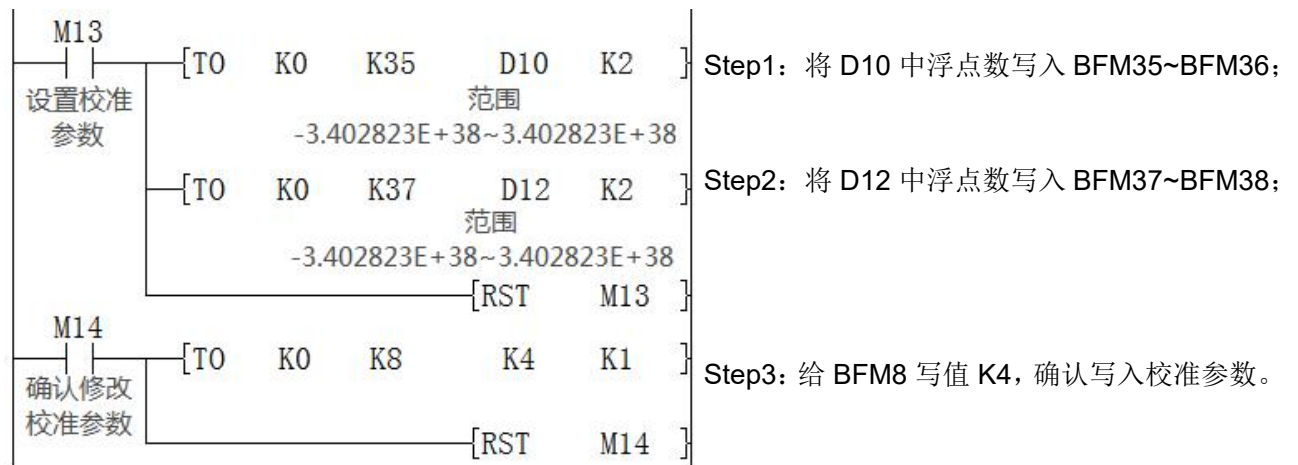 M13
[TO K0 K35 D10 K2 ] Step1：将 D10 中浮点数写入 BFM35~BFM36；
设置校准
参数
范围
-3.402823E+38~3.402823E+38
[TO K0 K37 D12 K2 ] Step2：将 D12 中浮点数写入 BFM37~BFM38；
范围
-3.402823E+38~3.402823E+38
[RST M13 ]
M14
[TO K0 K8 K4 K1 ] Step3：给 BFM8 写值 K4，确认写入校准参数。
确认修改
校准参数
[RST M14 ]